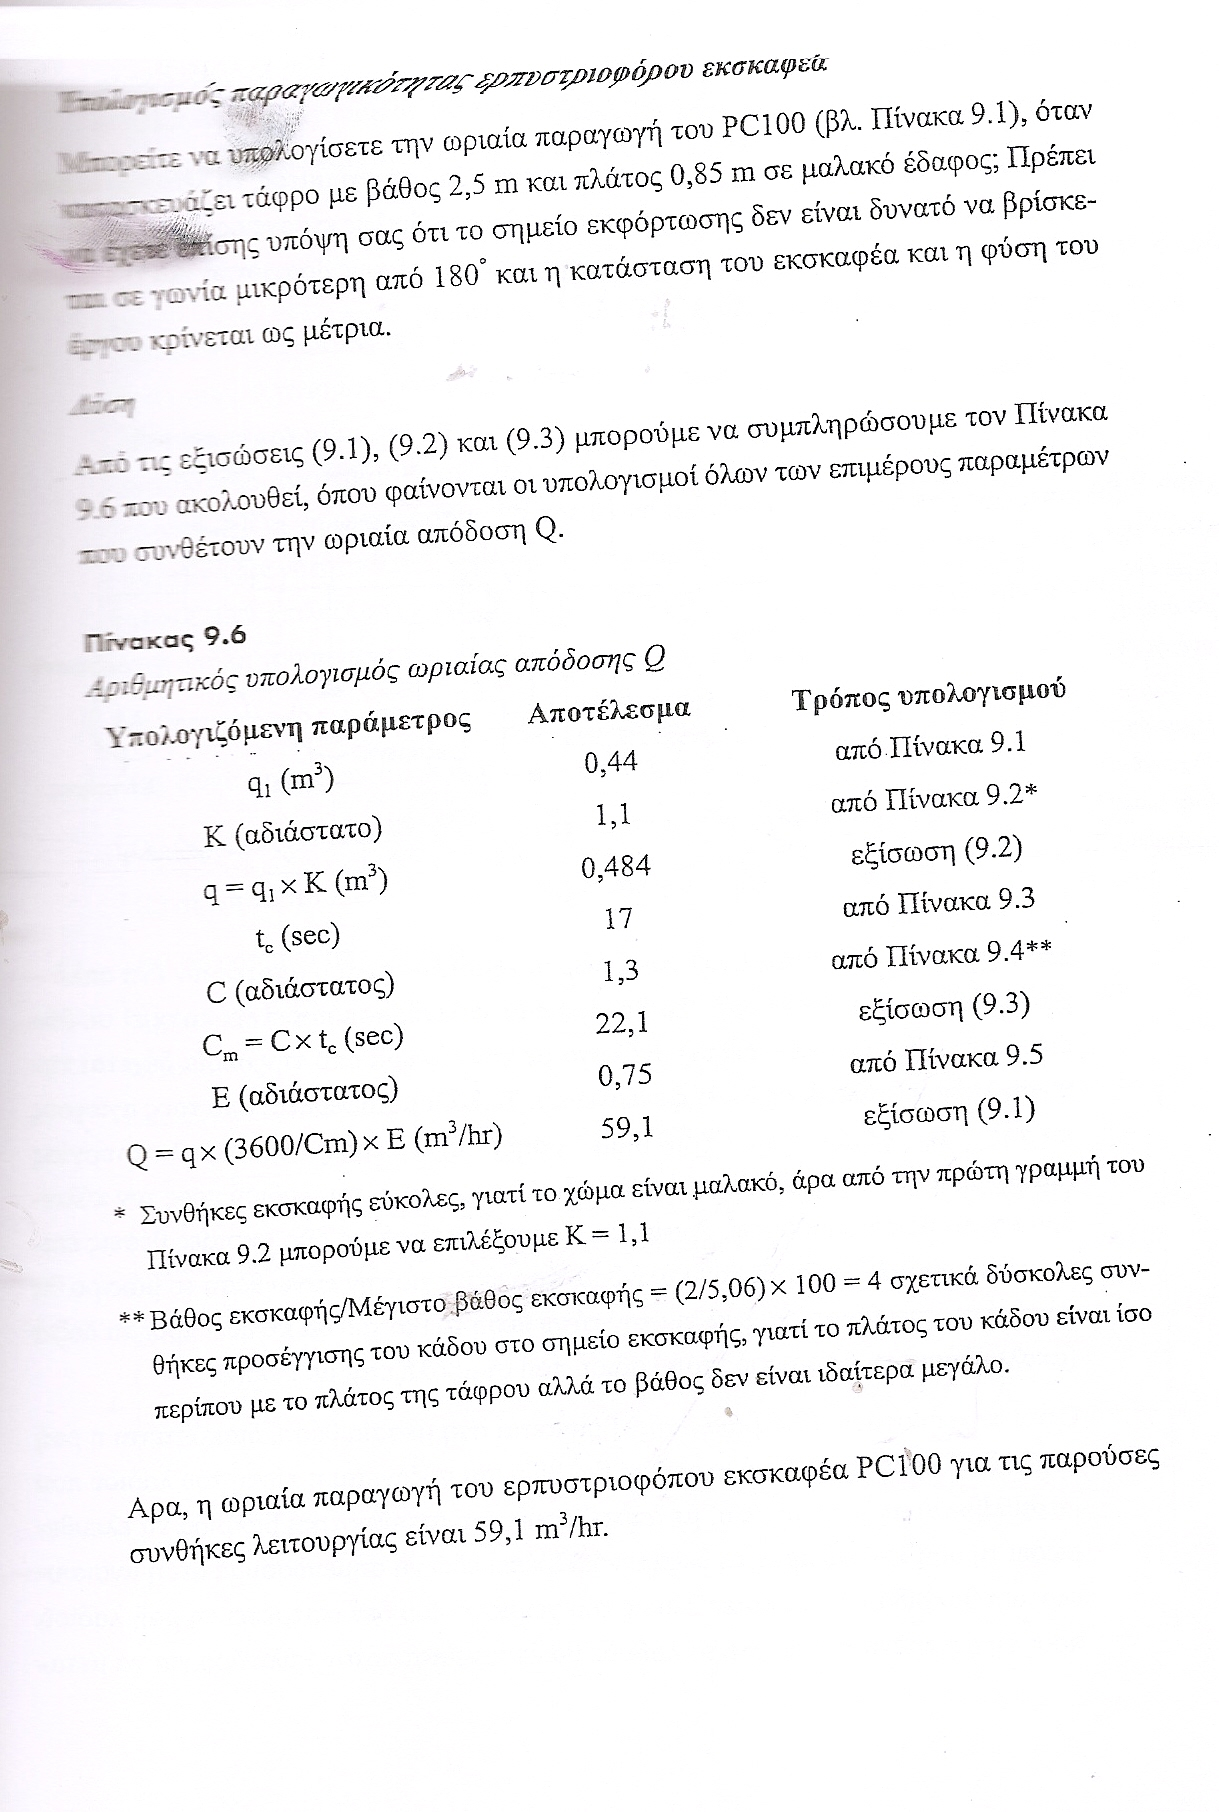 Υπολογισμός παραγωγικότητας ερπυστριοφόρου εκσκαφέα
Μπορείτε να υπολογίσετε την ωριαία παραγωγή του PC100 (βλ. Πίνακα 9.1), όταν
κατασκευάζει τάφρο με βάθος 2,5 m και πλάτος 0,85 m σε μαλακό έδαφος; Πρέπει
να έχετε επίσης υπόψη σας ότι το σημείο εκφόρτωσης δεν είναι δυνατό να βρίσκε-
ται σε γωνία μικρότερη από 180° και η κατάσταση του εκσκαφέα και η φύση του
έργου κρίνεται ως μέτρια.
Λύση
Από τις εξισώσεις (9.1), (9.2) και (9.3) μπορούμε να συμπληρώσουμε τον Πίνακα
9.6 που ακολουθεί, όπου φαίνονται οι υπολογισμοί όλων των επιμέρους παραμέτρων
που συνθέτουν την ωριαία απόδοση Q.
Πίνακας 9.6
Αριθμητικός υπολογισμός ωριαίας απόδοσης Q
Υπολογιζόμενη παράμετρος Αποτέλεσμα Τρόπος υπολογισμού
q₁ (m³) 0,44 από Πίνακα 9.1
K (αδιάστατο) 1,1 από Πίνακα 9.2*
q = q₁ × K (m³) 0,484 εξίσωση (9.2)
t_c (sec) 17 από Πίνακα 9.3
C (αδιάστατος) 1,3 από Πίνακα 9.4**
C_m = C × t_c (sec) 22,1 εξίσωση (9.3)
E (αδιάστατος) 0,75 από Πίνακα 9.5
Q = q × (3600/Cm) × E (m³/hr) 59,1 εξίσωση (9.1)
* Συνθήκες εκσκαφής εύκολες, γιατί το χώμα είναι μαλακό, άρα από την πρώτη γραμμή του
Πίνακα 9.2 μπορούμε να επιλέξουμε K = 1,1
** Βάθος εκσκαφής/Μέγιστο βάθος εκσκαφής = (2/5,06) × 100 = 4 σχετικά δύσκολες συν-
θήκες προσέγγισης του κάδου στο σημείο εκσκαφής, γιατί το πλάτος του κάδου είναι ίσο
περίπου με το πλάτος της τάφρου αλλά το βάθος δεν είναι ιδαίτερα μεγάλο.
Αρα, η ωριαία παραγωγή του ερπυστριοφόπου εκσκαφέα PC100 για τις παρούσες
συνθήκες λειτουργίας είναι 59,1 m³/hr.